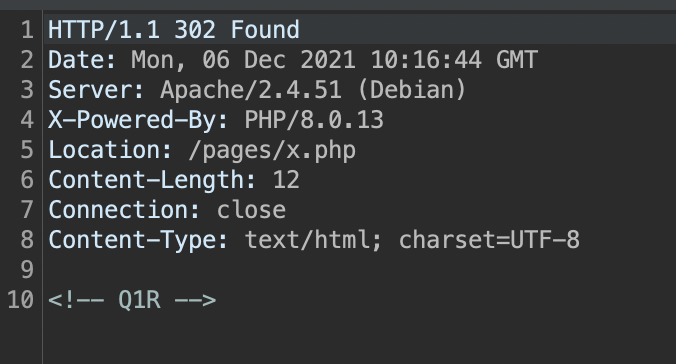 1 HTTP/1.1 302 Found
2 Date: Mon, 06 Dec 2021 10:16:44 GMT
3 Server: Apache/2.4.51 (Debian)
4 X-Powered-By: PHP/8.0.13
5 Location: /pages/x.php
6 Content-Length: 12
7 Connection: close
8 Content-Type: text/html; charset=UTF-8
9
10 <!-- Q1R -->